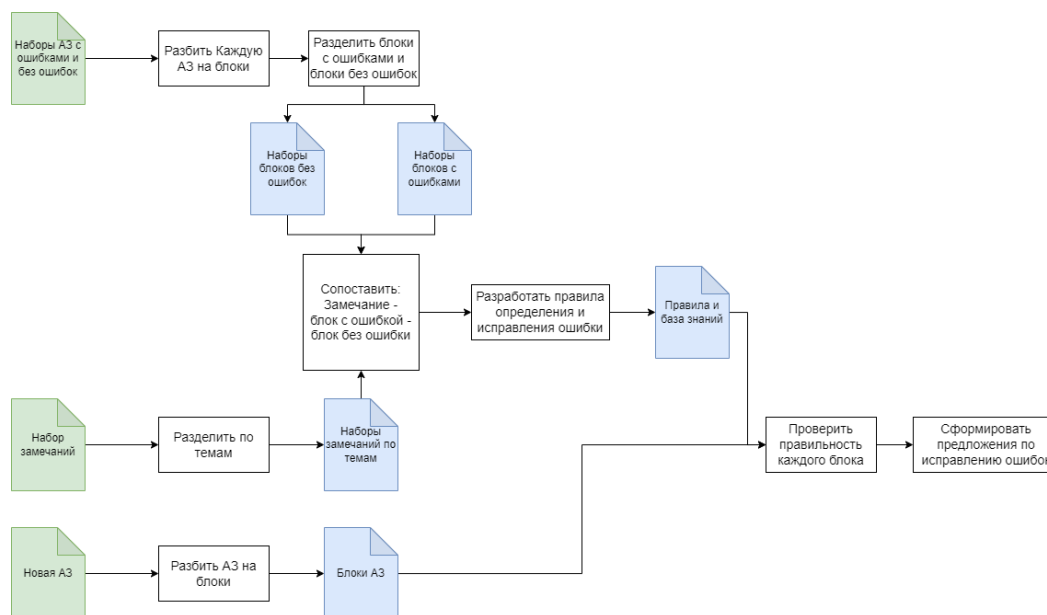 Наборы АЗ с
ошибками и
без ошибок
Разбить Каждую
АЗ на блоки
Разделить блоки
с ошибками и
блоки без ошибок
Наборы
блоков без
ошибок
Наборы
блоков с
ошибками
Сопоставить:
Замечание -
блок с ошибкой -
блок без ошибки
Разработать правила
определения и
исправления ошибки
Правила и
база знаний
Набор
замечаний
Разделить по
темам
Наборы
замечаний по
темам
Проверить
правильность
каждого блока
Сформировать
предложения по
исправлению ошибок
Новая АЗ
Разбить АЗ на
блоки
Блоки АЗ